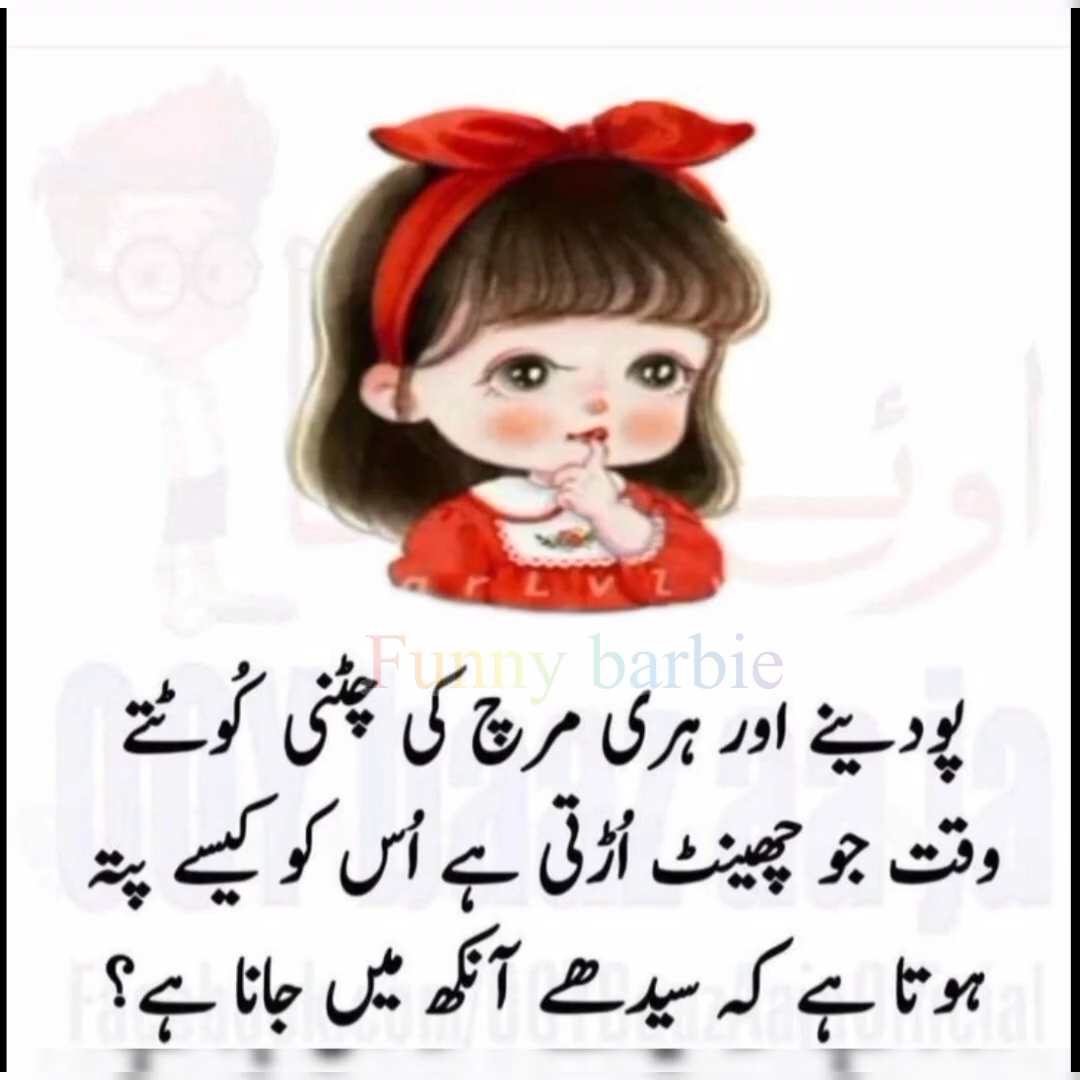 Funny barbie
پودینے اور ہری مرچ کی چٹنی کُوٹتے
وقت جو چھینٹ اُڑتی ہے اُس کو کیسے پتہ
ہوتا ہے کہ سیدھے آنکھ میں جانا ہے؟